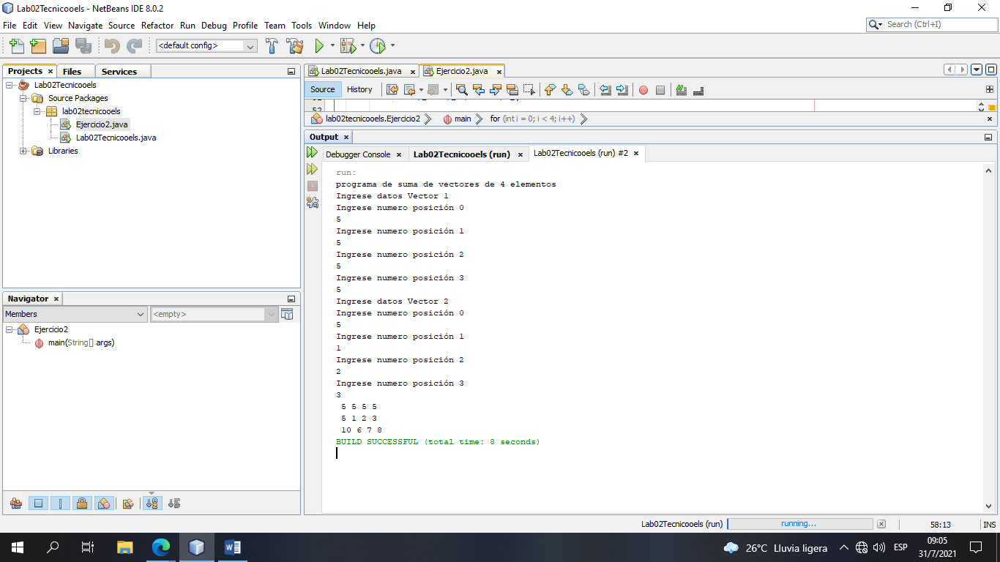 Lab02Tecnicooels - NetBeans IDE 8.0.2
File Edit View Navigate Source Refactor Run Debug Profile Team Tools Window Help
Search (Ctrl+I)
<default config>
Projects Files Services
Lab02Tecnicooels
Source Packages
lab02tecnicooels
Ejercicio2.java
Lab02Tecnicooels.java
Libraries
Navigator
Members <empty>
Ejercicio2
main(String[] args)
Lab02Tecnicooels.java Ejercicio2.java
Source History
52
lab02tecnicooels.Ejercicio2 main for (int i = 0; i < 4; i++)
Output
Debugger Console Lab02Tecnicooels (run) Lab02Tecnicooels (run) #2
run:
programa de suma de vectores de 4 elementos
Ingrese datos Vector 1
Ingrese numero posición 0
5
Ingrese numero posición 1
5
Ingrese numero posición 2
5
Ingrese numero posición 3
5
Ingrese datos Vector 2
Ingrese numero posición 0
5
Ingrese numero posición 1
1
Ingrese numero posición 2
2
Ingrese numero posición 3
3
5 5 5 5
5 1 2 3
10 6 7 8
BUILD SUCCESSFUL (total time: 8 seconds)
Lab02Tecnicooels (run) running... 58:13 INS
26°C Lluvia ligera ESP 09:05
31/7/2021